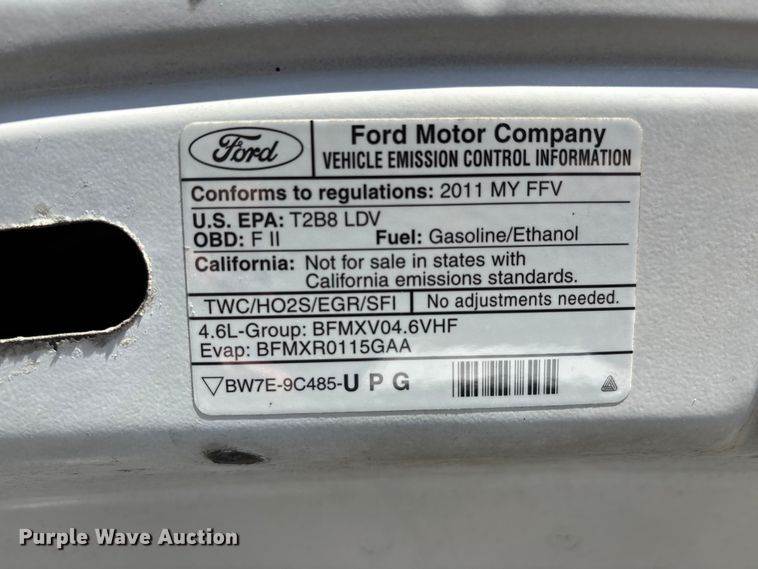 Ford
Ford Motor Company
VEHICLE EMISSION CONTROL INFORMATION
Conforms to regulations: 2011 MY FFV
U.S. EPA: T2B8 LDV
OBD: F II Fuel: Gasoline/Ethanol
California: Not for sale in states with
California emissions standards.
TWC/HO2S/EGR/SFI No adjustments needed.
4.6L-Group: BFMXV04.6VHF
Evap: BFMXR0115GAA
BW7E-9C485-U P G
Purple Wave Auction